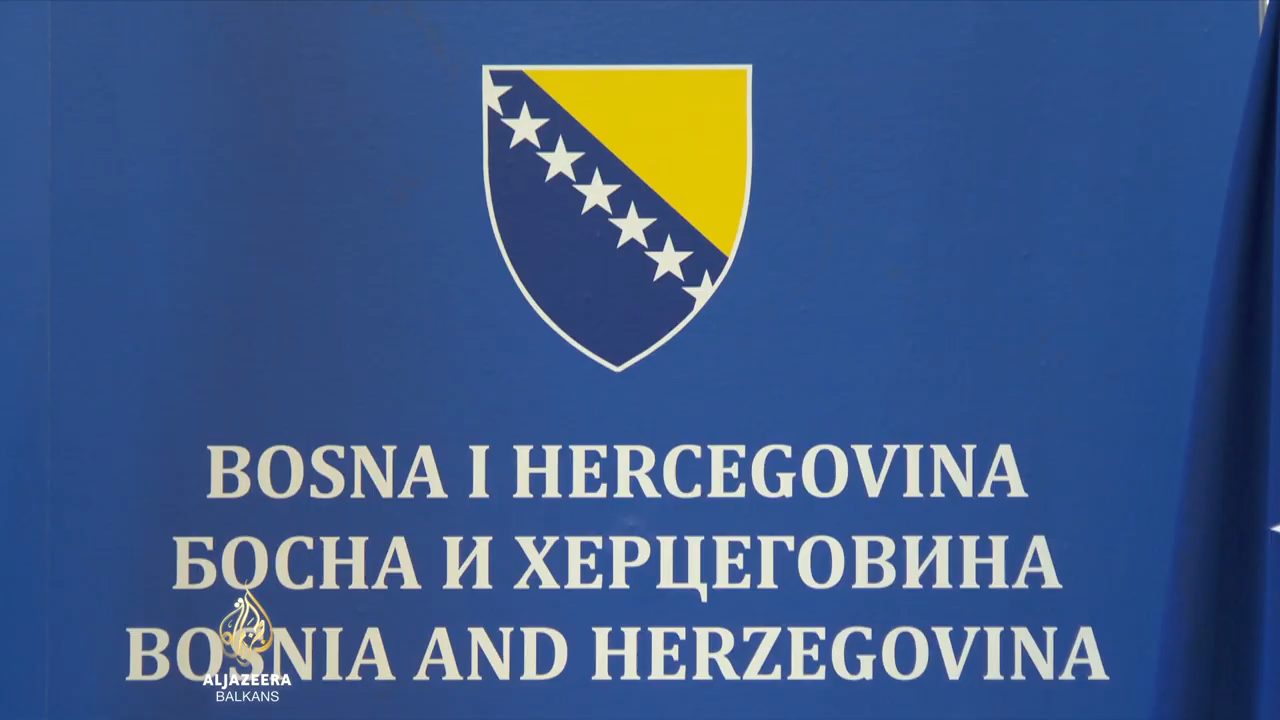 BOSNA I HERCEGOVINA
БОСНА И ХЕРЦЕГОВИНА
BOSNIA AND HERZEGOVINA
ALJAZEERA
BALKANS